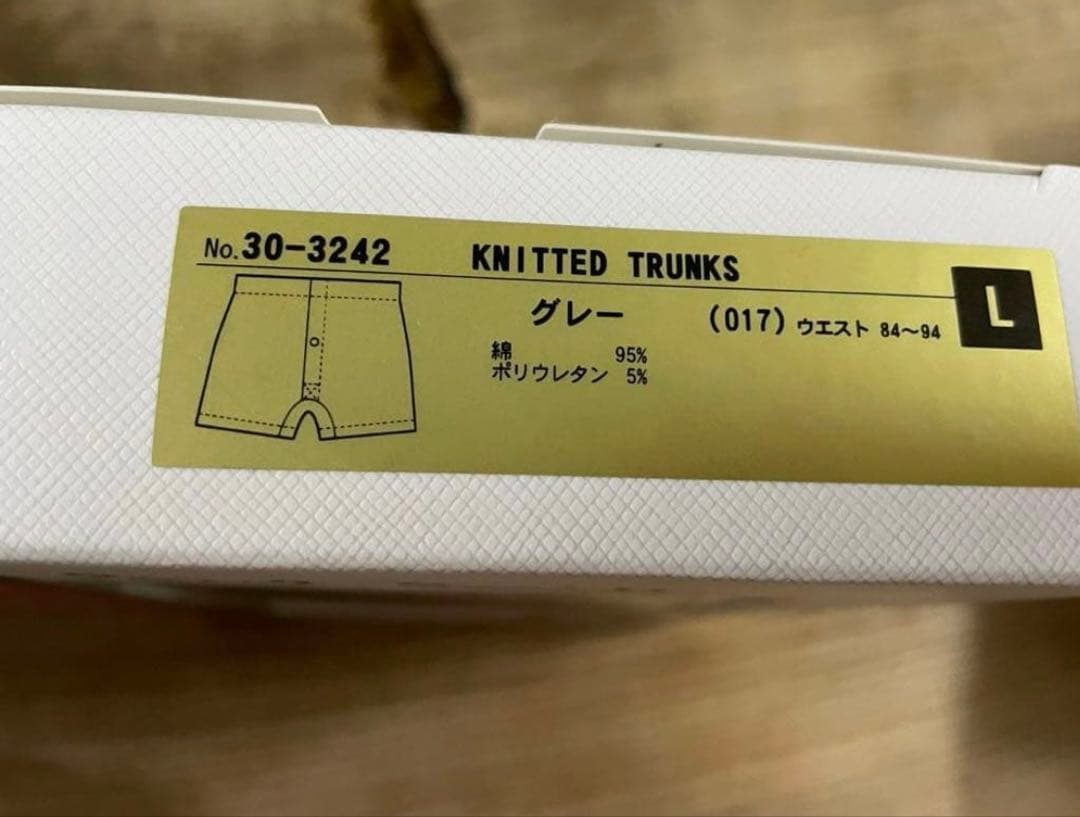 No.30-3242 KNITTED TRUNKS L
グレー (017) ウエスト 84～94
綿 95%
ポリウレタン 5%